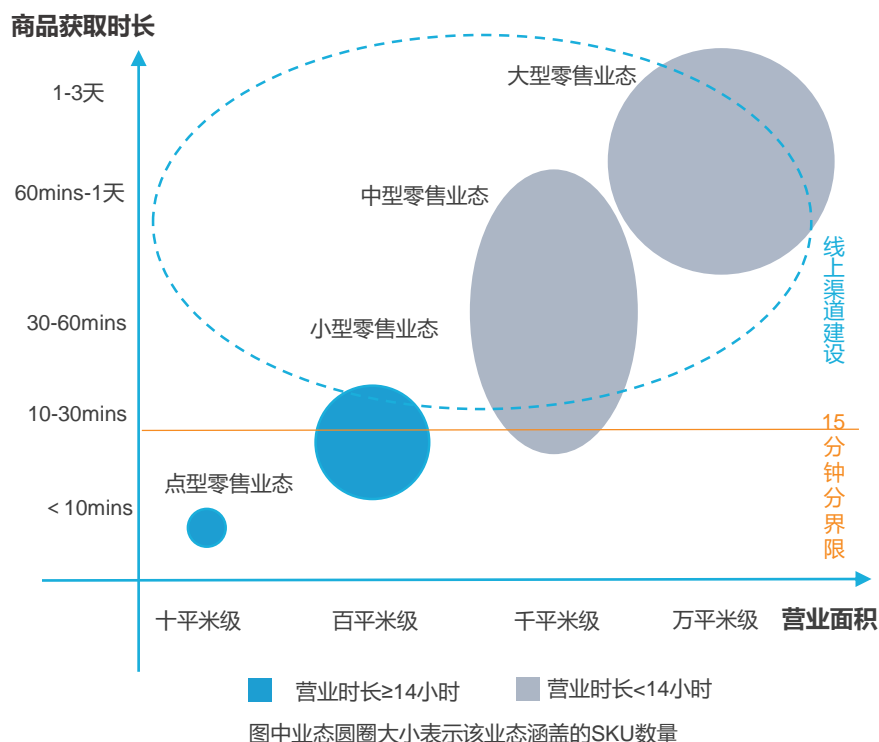 商品获取时长
大型零售业态
1-3天
60mins-1天
中型零售业态
线上渠道建设
30-60mins
小型零售业态
10-30mins
15分钟分界限
点型零售业态
< 10mins
十平米级
百平米级
千平米级
万平米级
营业面积
营业时长≥14小时
营业时长<14小时
图中业态圆圈大小表示该业态涵盖的SKU数量